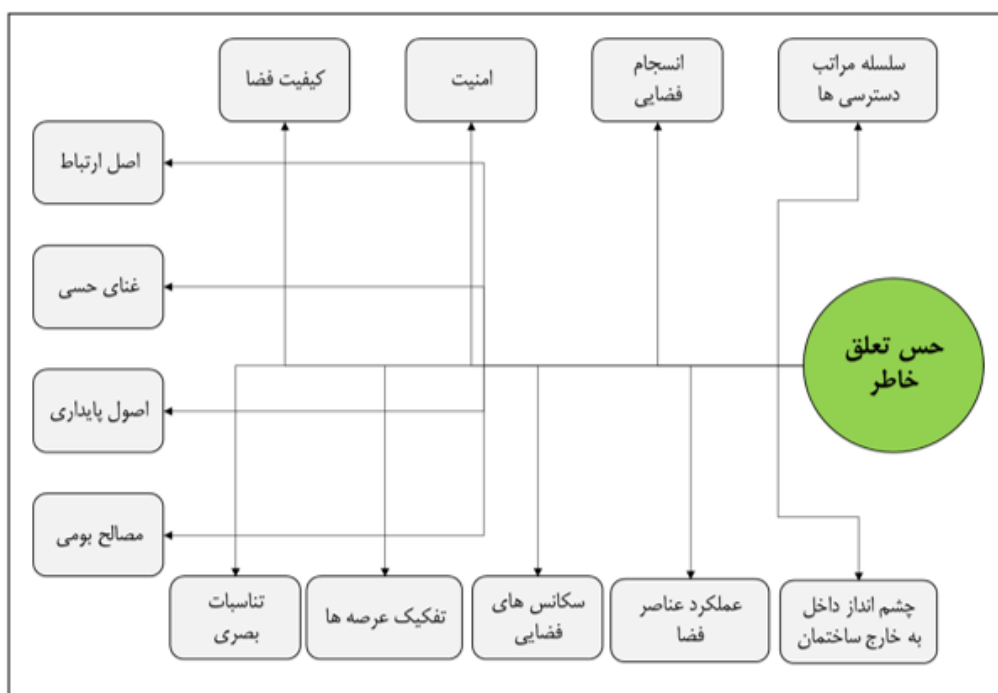 سلسله مراتب
دسترسی ها
انسجام
فضایی
امنیت
کیفیت فضا
اصل ارتباط
غنای حسی
اصول پایداری
مصالح بومی
حس تعلق
خاطر
چشم انداز داخل
به خارج ساختمان
عملکرد عناصر
فضا
سکانس های
فضایی
تفکیک عرصه ها
تناسبات
بصری